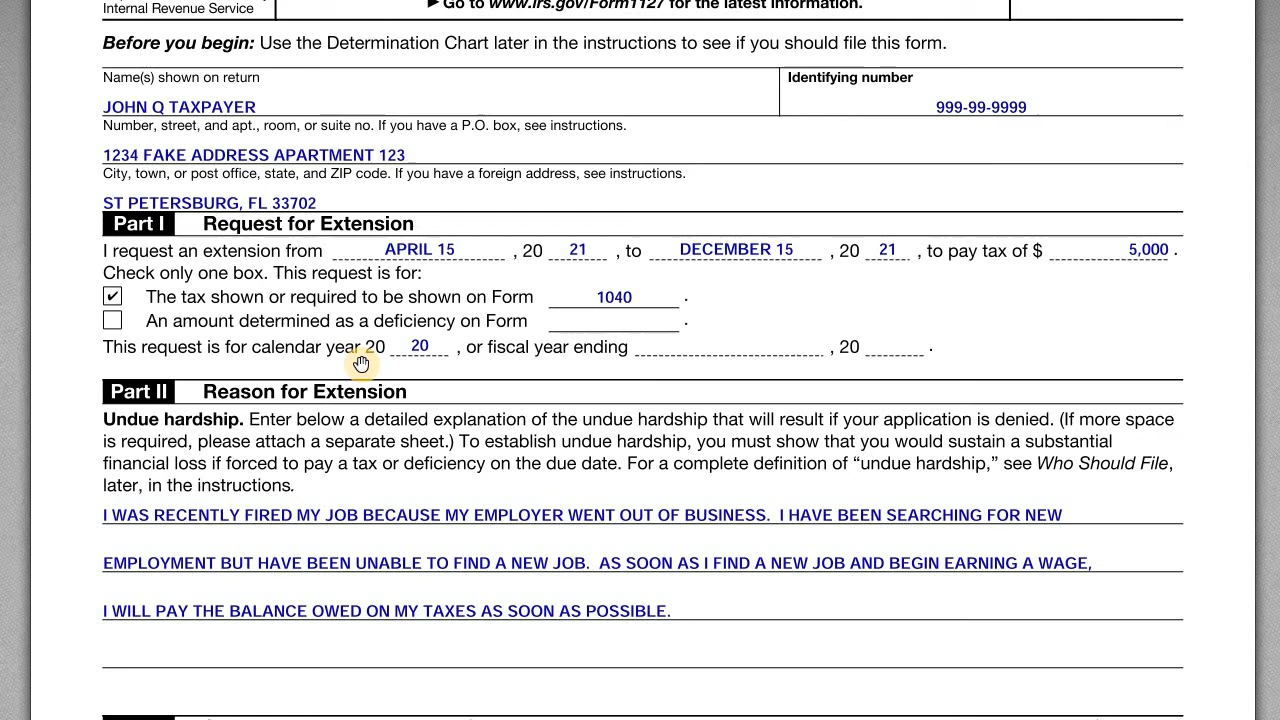 Internal Revenue Service
▶ Go to www.irs.gov/Form1127 for the latest information.
Before you begin: Use the Determination Chart later in the instructions to see if you should file this form.
Name(s) shown on return
Identifying number
JOHN Q TAXPAYER
999-99-9999
Number, street, and apt., room, or suite no. If you have a P.O. box, see instructions.
1234 FAKE ADDRESS APARTMENT 123
City, town, or post office, state, and ZIP code. If you have a foreign address, see instructions.
ST PETERSBURG, FL 33702
Part I Request for Extension
I request an extension from APRIL 15 , 20 21 , to DECEMBER 15 , 20 21 , to pay tax of $ 5,000 .
Check only one box. This request is for:
✔ The tax shown or required to be shown on Form 1040 .
An amount determined as a deficiency on Form .
This request is for calendar year 20 20 , or fiscal year ending , 20 .
Part II Reason for Extension
Undue hardship. Enter below a detailed explanation of the undue hardship that will result if your application is denied. (If more space
is required, please attach a separate sheet.) To establish undue hardship, you must show that you would sustain a substantial
financial loss if forced to pay a tax or deficiency on the due date. For a complete definition of “undue hardship,” see Who Should File,
later, in the instructions.
I WAS RECENTLY FIRED MY JOB BECAUSE MY EMPLOYER WENT OUT OF BUSINESS. I HAVE BEEN SEARCHING FOR NEW
EMPLOYMENT BUT HAVE BEEN UNABLE TO FIND A NEW JOB. AS SOON AS I FIND A NEW JOB AND BEGIN EARNING A WAGE,
I WILL PAY THE BALANCE OWED ON MY TAXES AS SOON AS POSSIBLE.